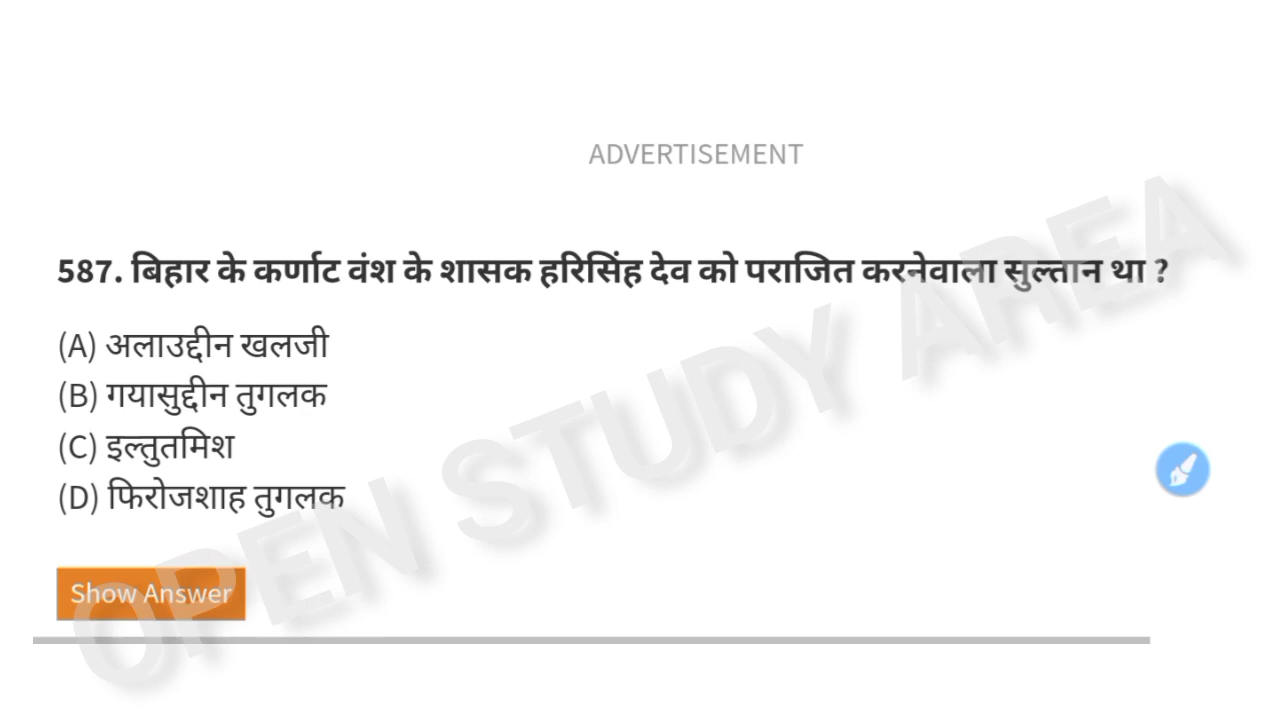 ADVERTISEMENT
587. बिहार के कर्णाट वंश के शासक हरिसिंह देव को पराजित करनेवाला सुल्तान था ?
(A) अलाउद्दीन खलजी
(B) गयासुद्दीन तुगलक
(C) इल्तुतमिश
(D) फिरोजशाह तुगलक
Show Answer
OPEN STUDY AREA